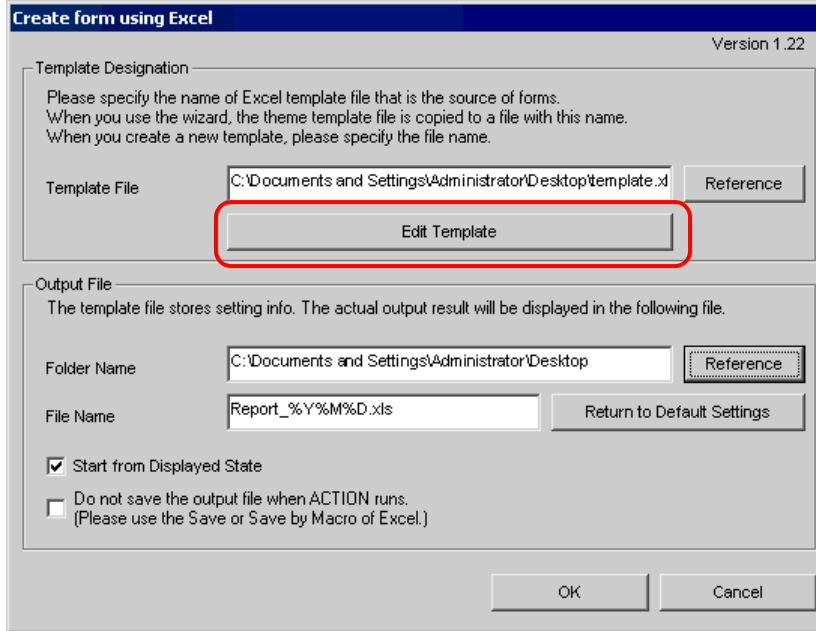 Create form using Excel
Version 1.22
Template Designation
Please specify the name of Excel template file that is the source of forms.
When you use the wizard, the theme template file is copied to a file with this name.
When you create a new template, please specify the file name.
Template File
C:\Documents and Settings\Administrator\Desktop\template.xl
Reference
Edit Template
Output File
The template file stores setting info. The actual output result will be displayed in the following file.
Folder Name
C:\Documents and Settings\Administrator\Desktop
Reference
File Name
Report_%Y%M%D.xls
Return to Default Settings
Start from Displayed State
Do not save the output file when ACTION runs.
(Please use the Save or Save by Macro of Excel.)
OK
Cancel